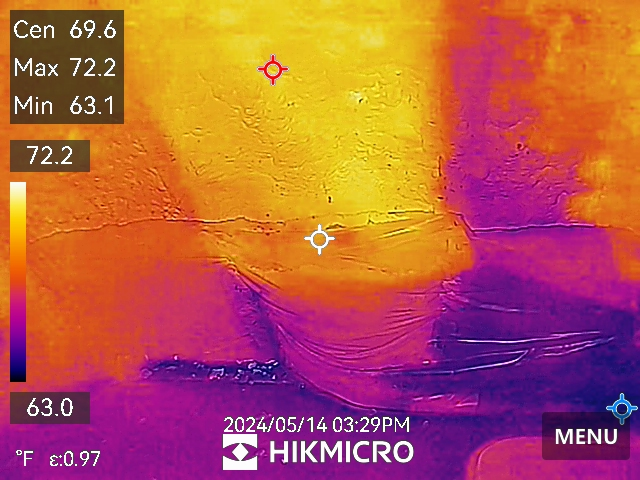 Cen 69.6
Max 72.2
Min 63.1
72.2
63.0
°F ε:0.97
2024/05/14 03:29PM
HIKMICRO
MENU